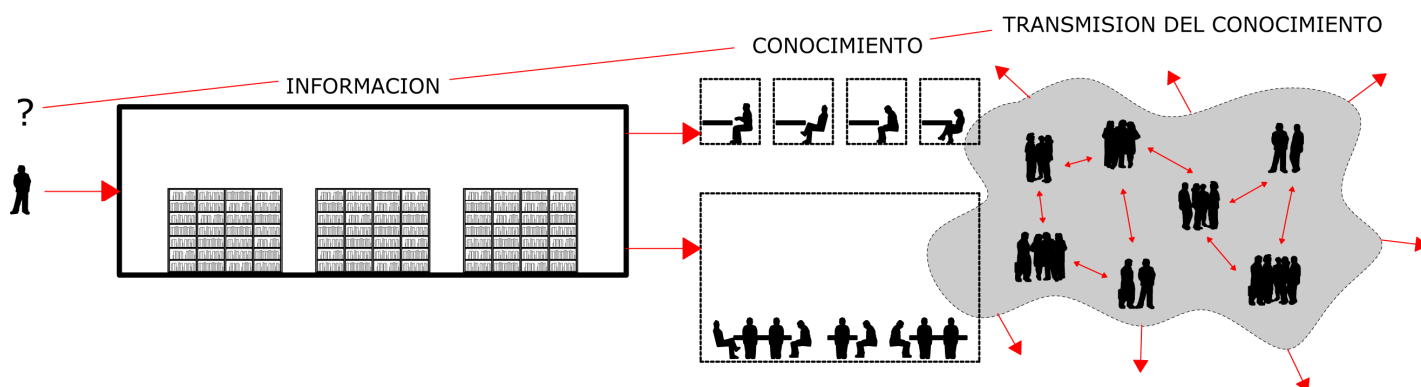 ?
INFORMACION
CONOCIMIENTO
TRANSMISION DEL CONOCIMIENTO